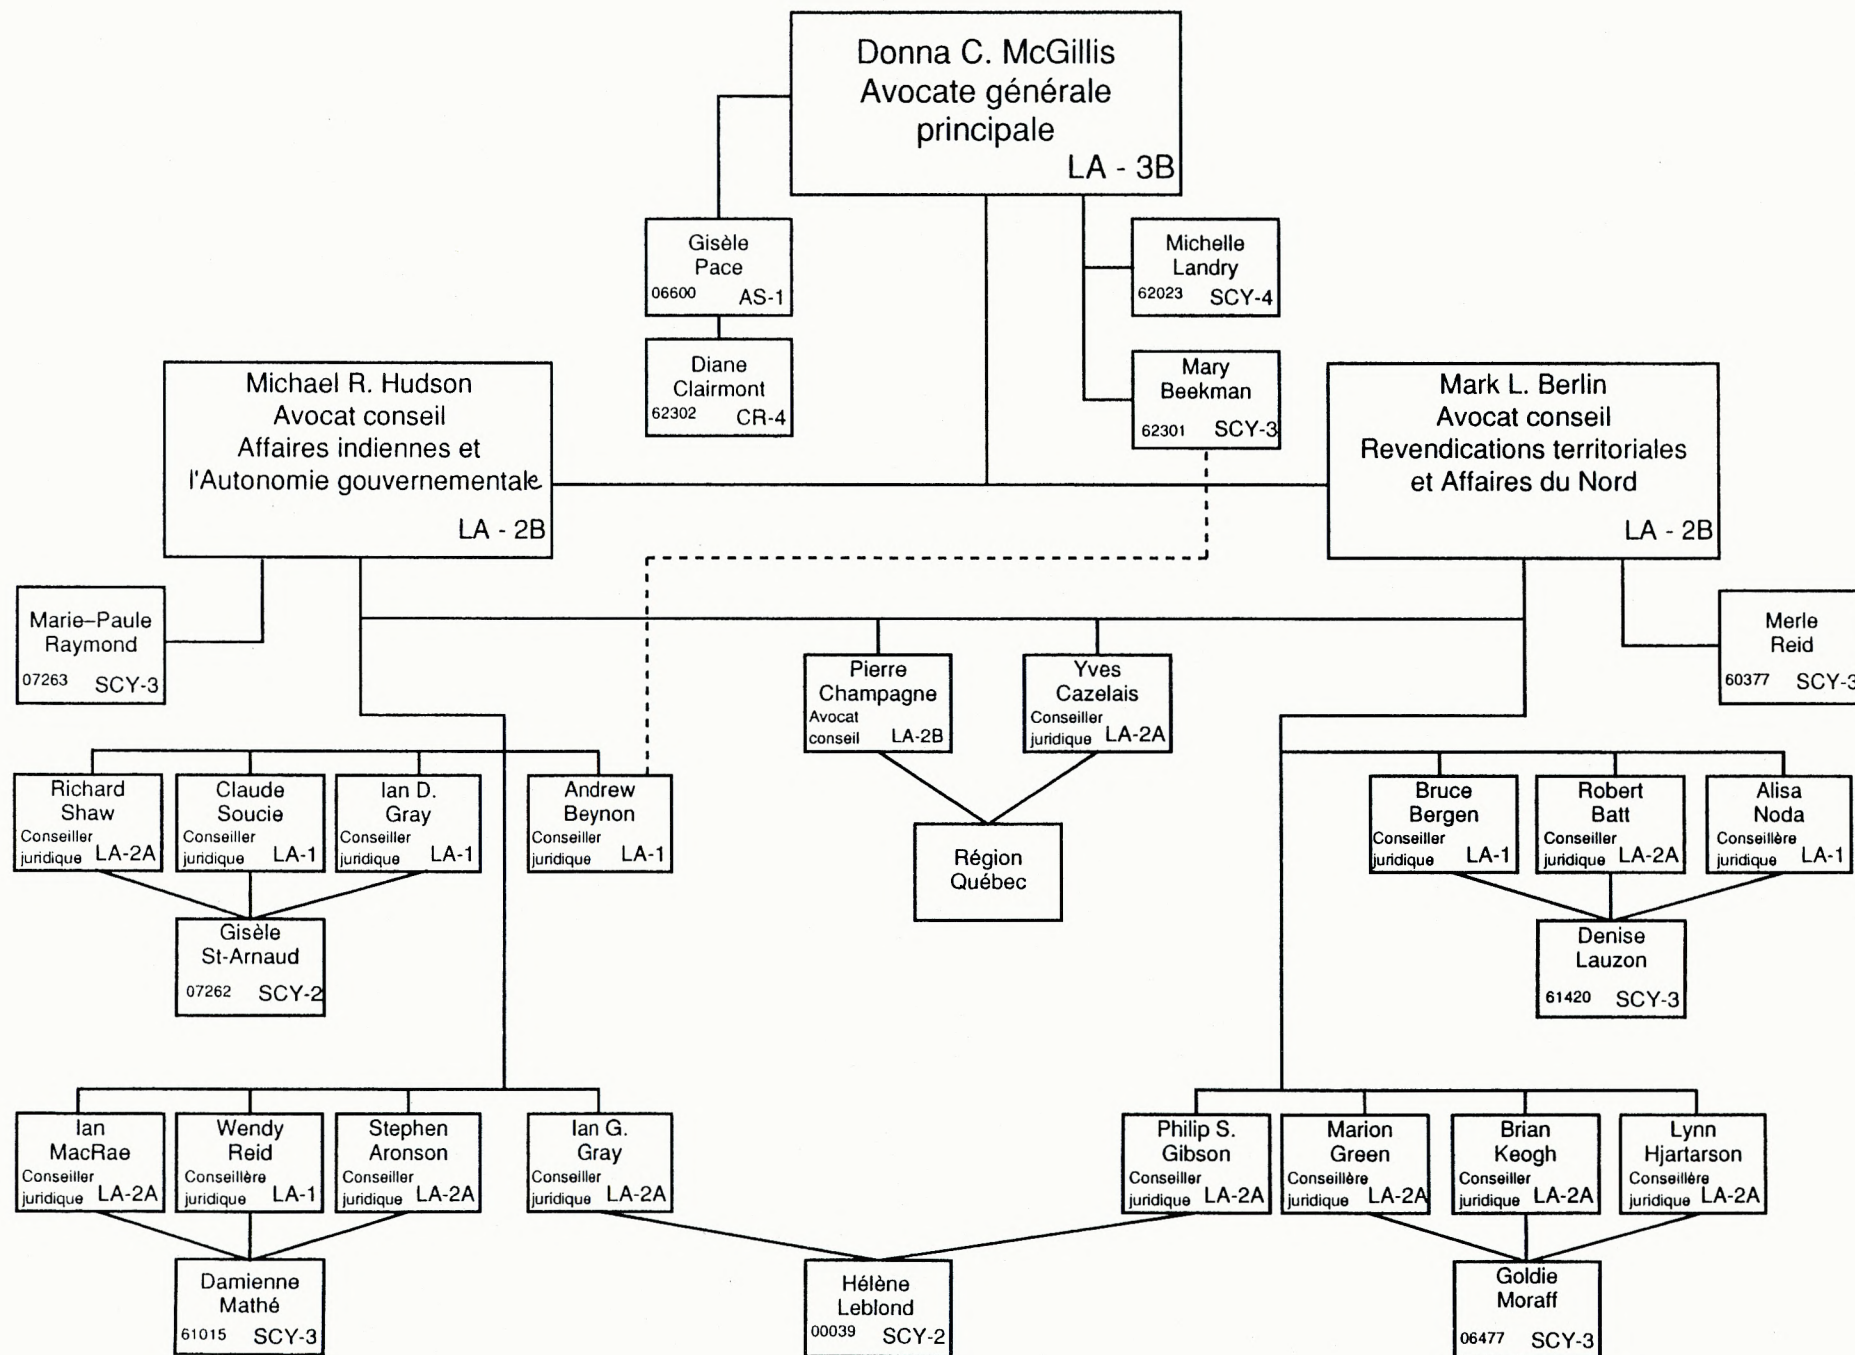 Donna C. McGillis
Avocate générale
principale
LA - 3B
Gisèle
Pace
06600 AS-1
Michelle
Landry
62023 SCY-4
Diane
Clairmont
62302 CR-4
Mary
Beekman
62301 SCY-3
Michael R. Hudson
Avocat conseil
Affaires indiennes et
l'Autonomie gouvernementale
LA - 2B
Mark L. Berlin
Avocat conseil
Revendications territoriales
et Affaires du Nord
LA - 2B
Marie–Paule
Raymond
07263 SCY-3
Pierre
Champagne
Avocat
conseil LA-2B
Yves
Cazelais
Conseiller
juridique LA-2A
Merle
Reid
60377 SCY-3
Richard
Shaw
Conseiller
juridique LA-2A
Claude
Soucie
Conseiller
juridique LA-1
Ian D.
Gray
Conseiller
juridique LA-1
Andrew
Beynon
Conseiller
juridique LA-1
Région
Québec
Bruce
Bergen
Conseiller
juridique LA-1
Robert
Batt
Conseiller
juridique LA-2A
Alisa
Noda
Conseillère
juridique LA-1
Gisèle
St-Arnaud
07262 SCY-2
Denise
Lauzon
61420 SCY-3
Ian
MacRae
Conseiller
juridique LA-2A
Wendy
Reid
Conseillère
juridique LA-1
Stephen
Aronson
Conseiller
juridique LA-2A
Ian G.
Gray
Conseiller
juridique LA-2A
Philip S.
Gibson
Conseiller
juridique LA-2A
Marion
Green
Conseillère
juridique LA-2A
Brian
Keogh
Conseiller
juridique LA-2A
Lynn
Hjartarson
Conseillère
juridique LA-2A
Damienne
Mathé
61015 SCY-3
Hélène
Leblond
00039 SCY-2
Goldie
Moraff
06477 SCY-3